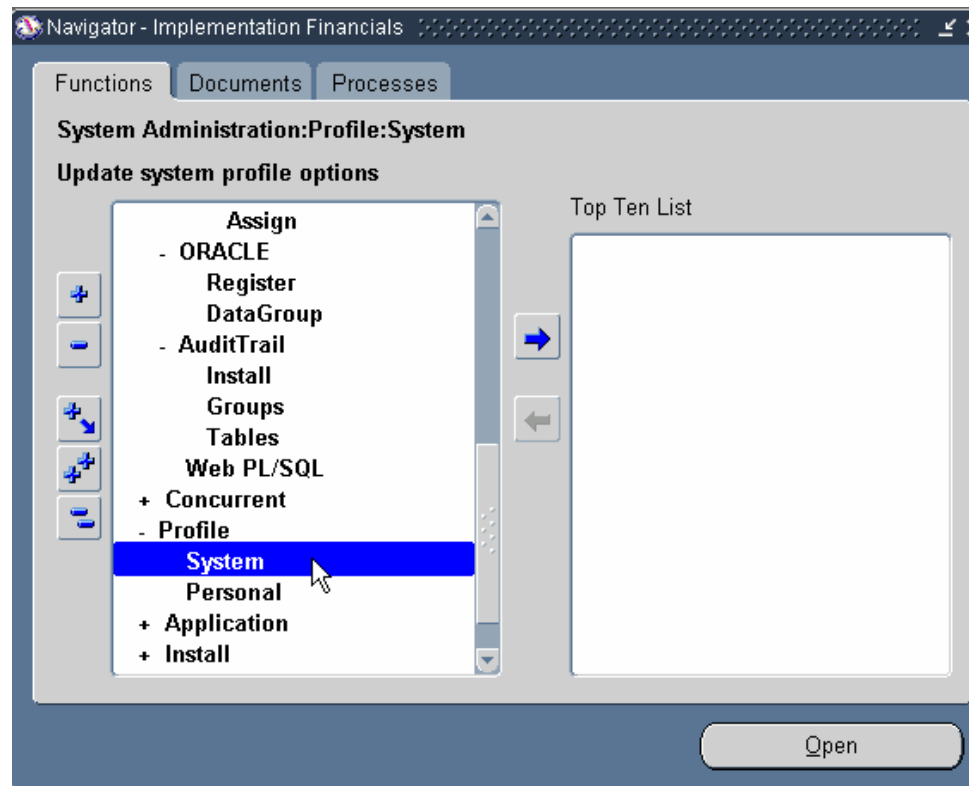 Navigator - Implementation Financials
Functions Documents Processes
System Administration:Profile:System
Update system profile options
Top Ten List
Assign
- ORACLE
Register
DataGroup
- AuditTrail
Install
Groups
Tables
Web PL/SQL
+ Concurrent
- Profile
System
Personal
+ Application
+ Install
Open